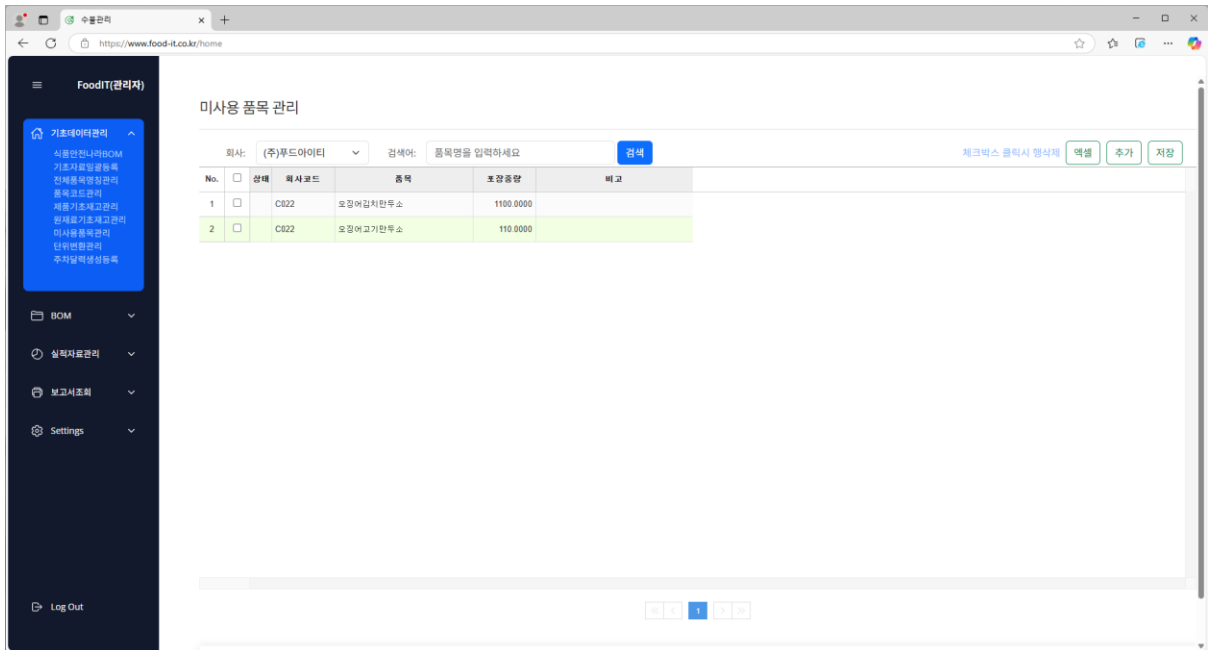 수불관리
https://www.food-it.co.kr/home
FoodIT(관리자)
기초데이터관리
식품안전나라BOM
기초자료일괄등록
전체품목명칭관리
품목코드관리
제품기초재고관리
원재료기초재고관리
미사용품목관리
단위변환관리
주차달력생성등록
BOM
실적자료관리
보고서조회
Settings
Log Out
미사용 품목 관리
회사: (주)푸드아이티 검색어: 품목명을 입력하세요 검색 체크박스 클릭시 행삭제 엑셀 추가 저장
No. 상태 회사코드 품목 포장중량 비고
1 C022 오징어김치만두소 1100.0000
2 C022 오징어고기만두소 110.0000
1